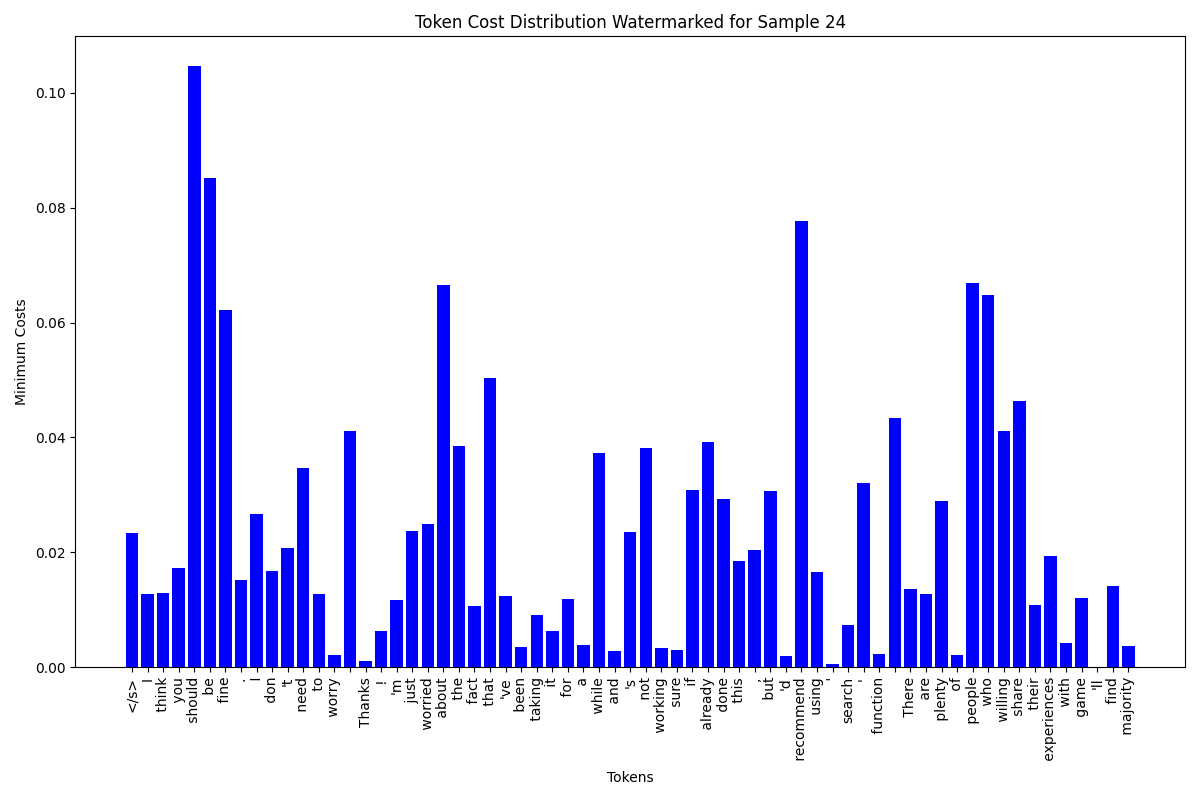 Token Cost Distribution Watermarked for Sample 24
Minimum Costs
0.10
0.08
0.06
0.04
0.02
0.00
</s>
I
think
you
should
be
fine
.
I
don
't
need
to
worry
Thanks
!
'm
just
worried
about
the
fact
that
've
been
taking
it
for
a
while
and
's
not
working
sure
if
already
done
this
,
but
'd
recommend
using
'
search
'
function
There
are
plenty
of
people
who
willing
share
their
experiences
with
game
'll
find
majority
Tokens